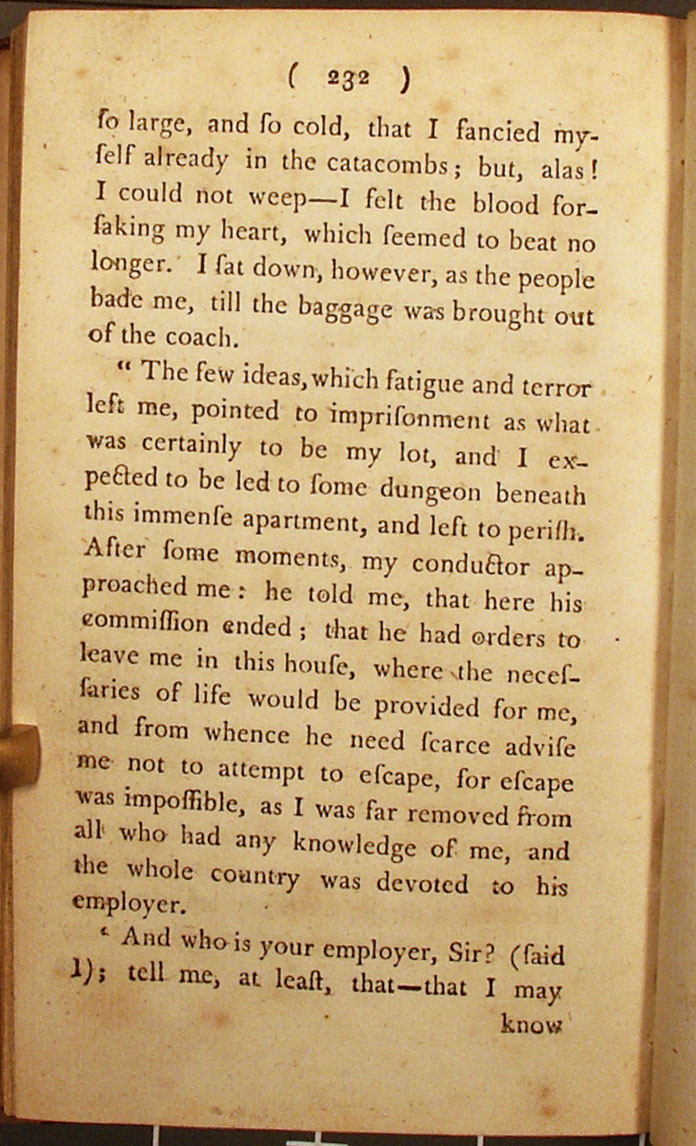 ( 232 )
ſo large, and ſo cold, that I fancied my-
ſelf already in the catacombs; but, alas!
I could not weep—I felt the blood for-
ſaking my heart, which ſeemed to beat no
longer. I ſat down, however, as the people
bade me, till the baggage was brought out
of the coach.
“ The few ideas, which fatigue and terror
left me, pointed to impriſonment as what
was certainly to be my lot, and I ex-
pected to be led to ſome dungeon beneath
this immenſe apartment, and left to periſh.
After ſome moments, my conductor ap-
proached me: he told me, that here his
commiſſion ended; that he had orders to
leave me in this houſe, where the neceſ-
ſaries of life would be provided for me,
and from whence he need ſcarce adviſe
me not to attempt to eſcape, for eſcape
was impoſſible, as I was far removed from
all who had any knowledge of me, and
the whole country was devoted to his
employer.
‘ And who is your employer, Sir? (ſaid
I); tell me, at leaſt, that—that I may
know